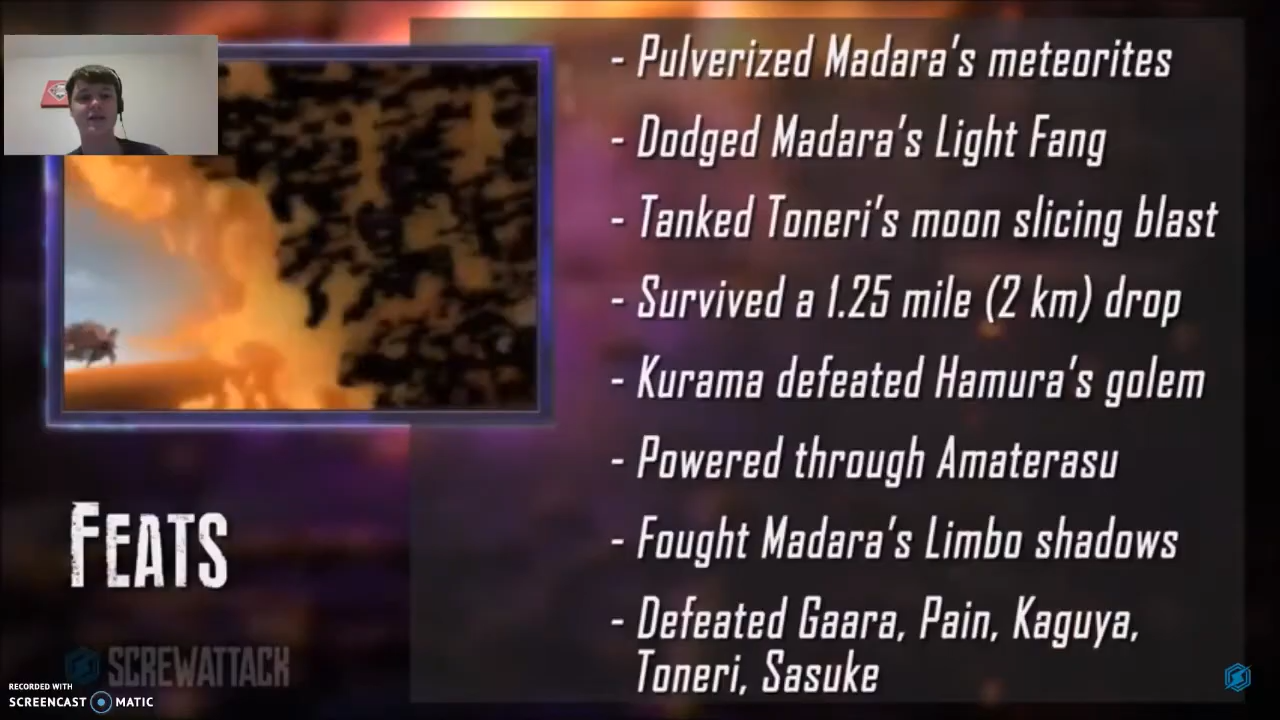 - Pulverized Madara's meteorites
- Dodged Madara's Light Fang
- Tanked Toneri's moon slicing blast
- Survived a 1.25 mile (2 km) drop
- Kurama defeated Hamura's golem
- Powered through Amaterasu
- Fought Madara's Limbo shadows
- Defeated Gaara, Pain, Kaguya,
Toneri, Sasuke
FEATS
SCREWATTACK
RECORDED WITH
SCREENCAST MATIC